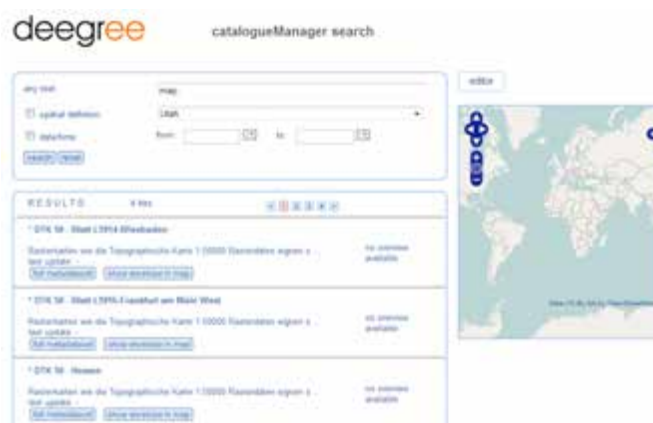 deegree
catalogueManager search
editor
any text:
map
spatial definition
Utah
date/time
from:
to:
search reset
RESULTS
hits
* DTK 50 - Blatt L5914-Wiesbaden
Rasterkarten wie die Topographische Karte 1:50000 Rasterdaten eignen s ...
last update: -
no overview available
full metadataset show envelope in map
* DTK 50 - Blatt L5916-Frankfurt am Main West
Rasterkarten wie die Topographische Karte 1:50000 Rasterdaten eignen s ...
last update: -
no overview available
full metadataset show envelope in map
* DTK 50 - Hessen
Rasterkarten wie die Topographische Karte 1:50000 Rasterdaten eignen s ...
last update: -
no overview available
full metadataset show envelope in map